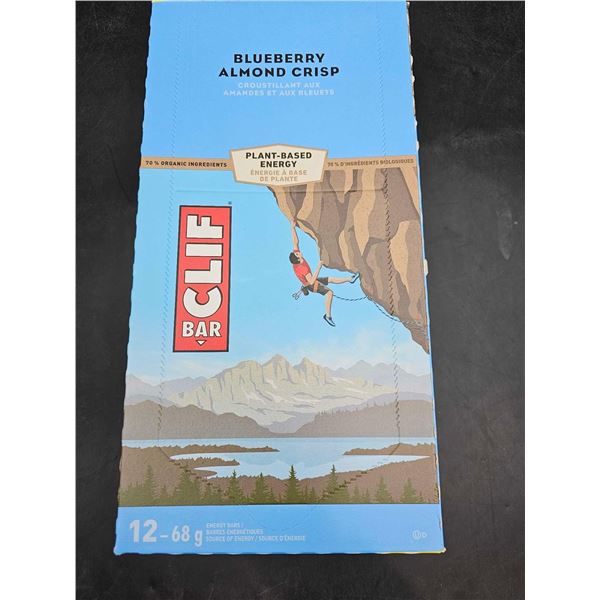 BLUEBERRY
ALMOND CRISP
CROUSTILLANT AUX
AMANDES ET AUX BLEUETS
70 % ORGANIC INGREDIENTS
PLANT-BASED
ENERGY
ÉNERGIE À BASE
DE PLANTE
70 % D'INGRÉDIENTS BIOLOGIQUES
CLIF
BAR
12 – 68 g
ENERGY BARS /
BARRES ÉNERGÉTIQUES
SOURCE OF ENERGY / SOURCE D'ÉNERGIE
U D